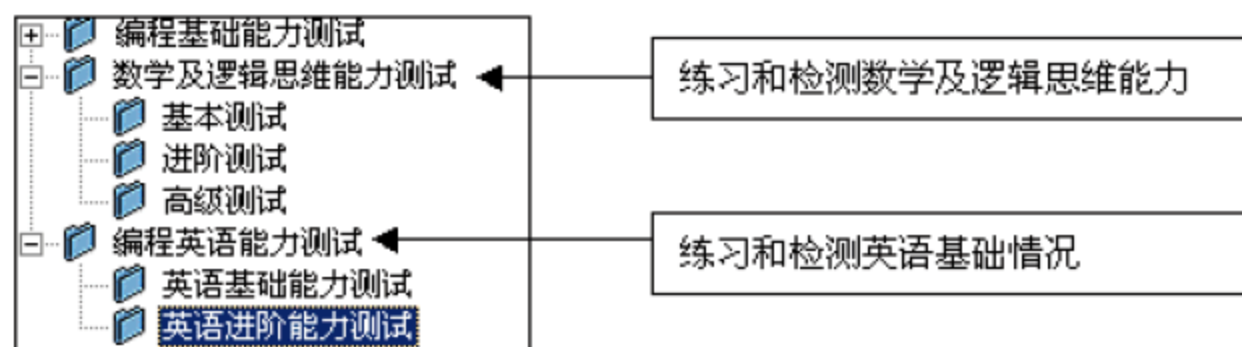 编程基础能力测试
数学及逻辑思维能力测试
练习和检测数学及逻辑思维能力
基本测试
进阶测试
高级测试
编程英语能力测试
练习和检测英语基础情况
英语基础能力测试
英语进阶能力测试